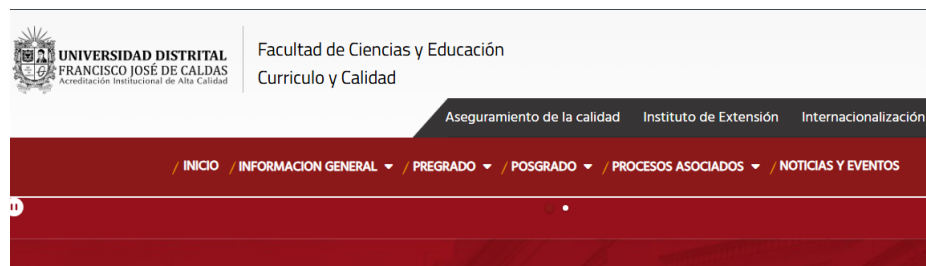 UNIVERSIDAD DISTRITAL
FRANCISCO JOSÉ DE CALDAS
Acreditación Institucional de Alta Calidad
Facultad de Ciencias y Educación
Curriculo y Calidad
Aseguramiento de la calidad Instituto de Extensión Internacionalización
/ INICIO / INFORMACION GENERAL / PREGRADO / POSGRADO / PROCESOS ASOCIADOS / NOTICIAS Y EVENTOS